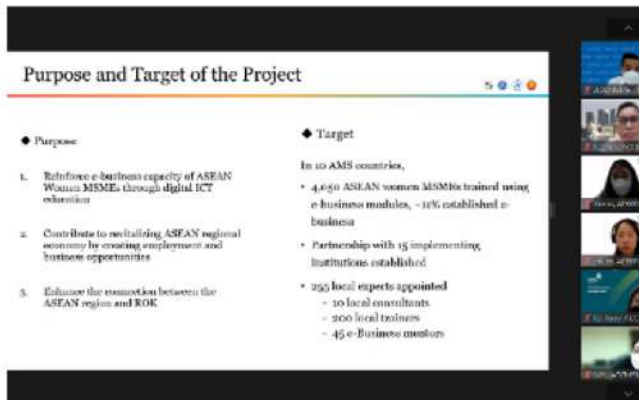 Purpose and Target of the Project
◆ Purpose
1. Reinforce e-business capacity of ASEAN
Women MSMEs through digital ICT
education
2. Contribute to revitalizing ASEAN regional
economy by creating employment and
business opportunities
3. Enhance the connection between the
ASEAN region and ROK
◆ Target
In 10 AMS countries,
• 4,050 ASEAN women MSMEs trained using
e-business modules, ~11% established e-
business
• Partnership with 15 implementing
institutions established
• 255 local experts appointed
- 10 local consultants
- 200 local trainers
- 45 e-Business mentors